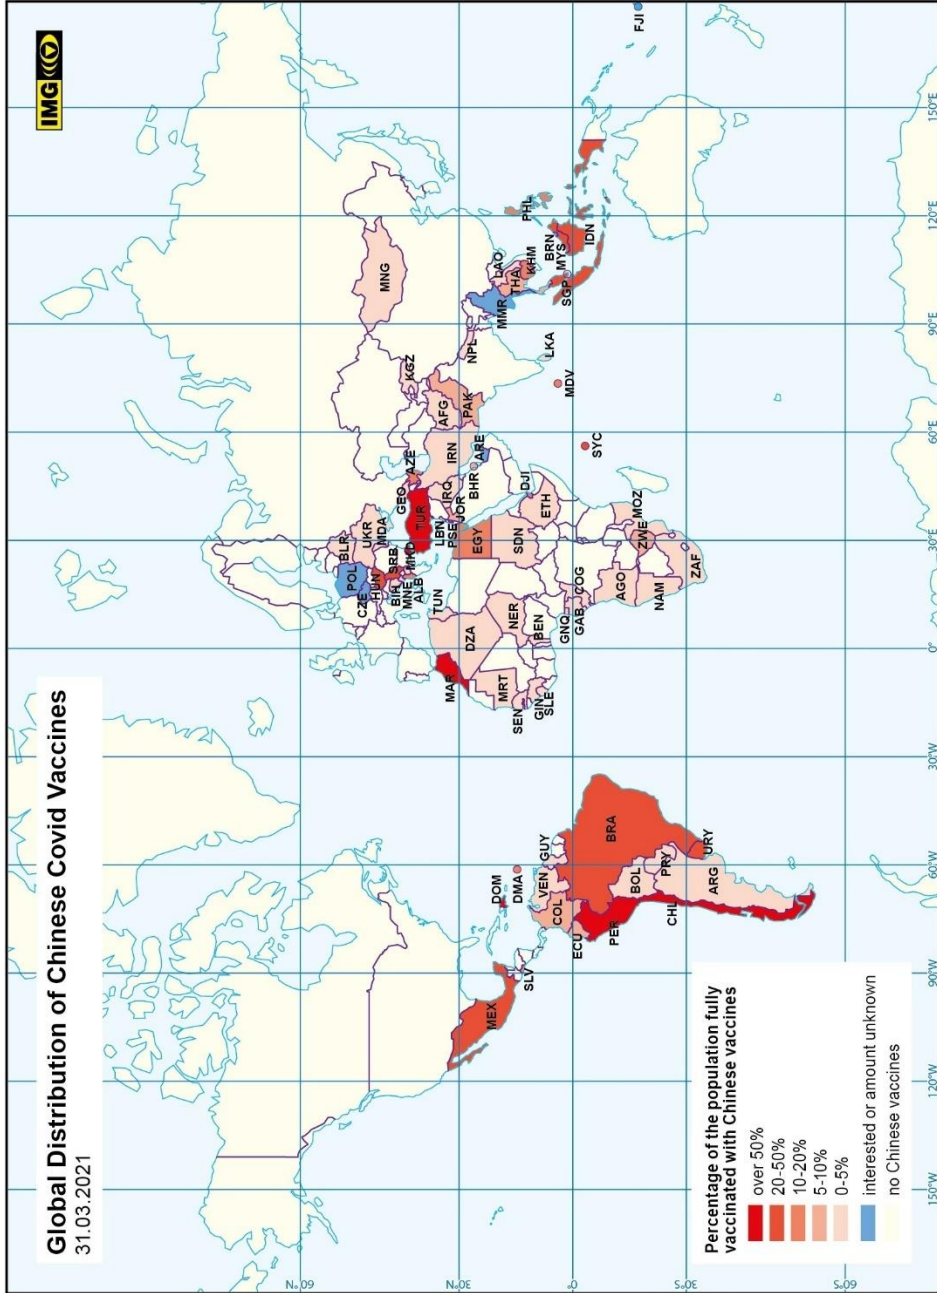 Global Distribution of Chinese Covid Vaccines
31.03.2021
IMG
Percentage of the population fully
vaccinated with Chinese vaccines
over 50%
20-50%
10-20%
5-10%
0-5%
interested or amount unknown
no Chinese vaccines
60°N
30°N
0°
30°S
60°S
150°W
120°W
90°W
60°W
30°W
0°
30°E
60°E
90°E
120°E
150°E
MEX
SLV
DOM
DMA
COL
VEN
GUY
ECU
PER
BRA
BOL
PRY
CHL
ARG
URY
POL
CZE
BLR
UKR
MDA
HUN
SRB
BIH
MNE
MKD
ALB
GEO
AZE
TUR
LBN
PSE
JOR
IRQ
IRN
BHR
ARE
KGZ
AFG
PAK
NPL
MNG
MMR
LAO
THA
KHM
PHL
BRN
MYS
SGP
IDN
LKA
MDV
SYC
FJI
TUN
MAR
DZA
EGY
MRT
SEN
GIN
SLE
NER
BEN
SDN
ETH
DJI
GNQ
GAB
COG
AGO
NAM
ZWE
MOZ
ZAF